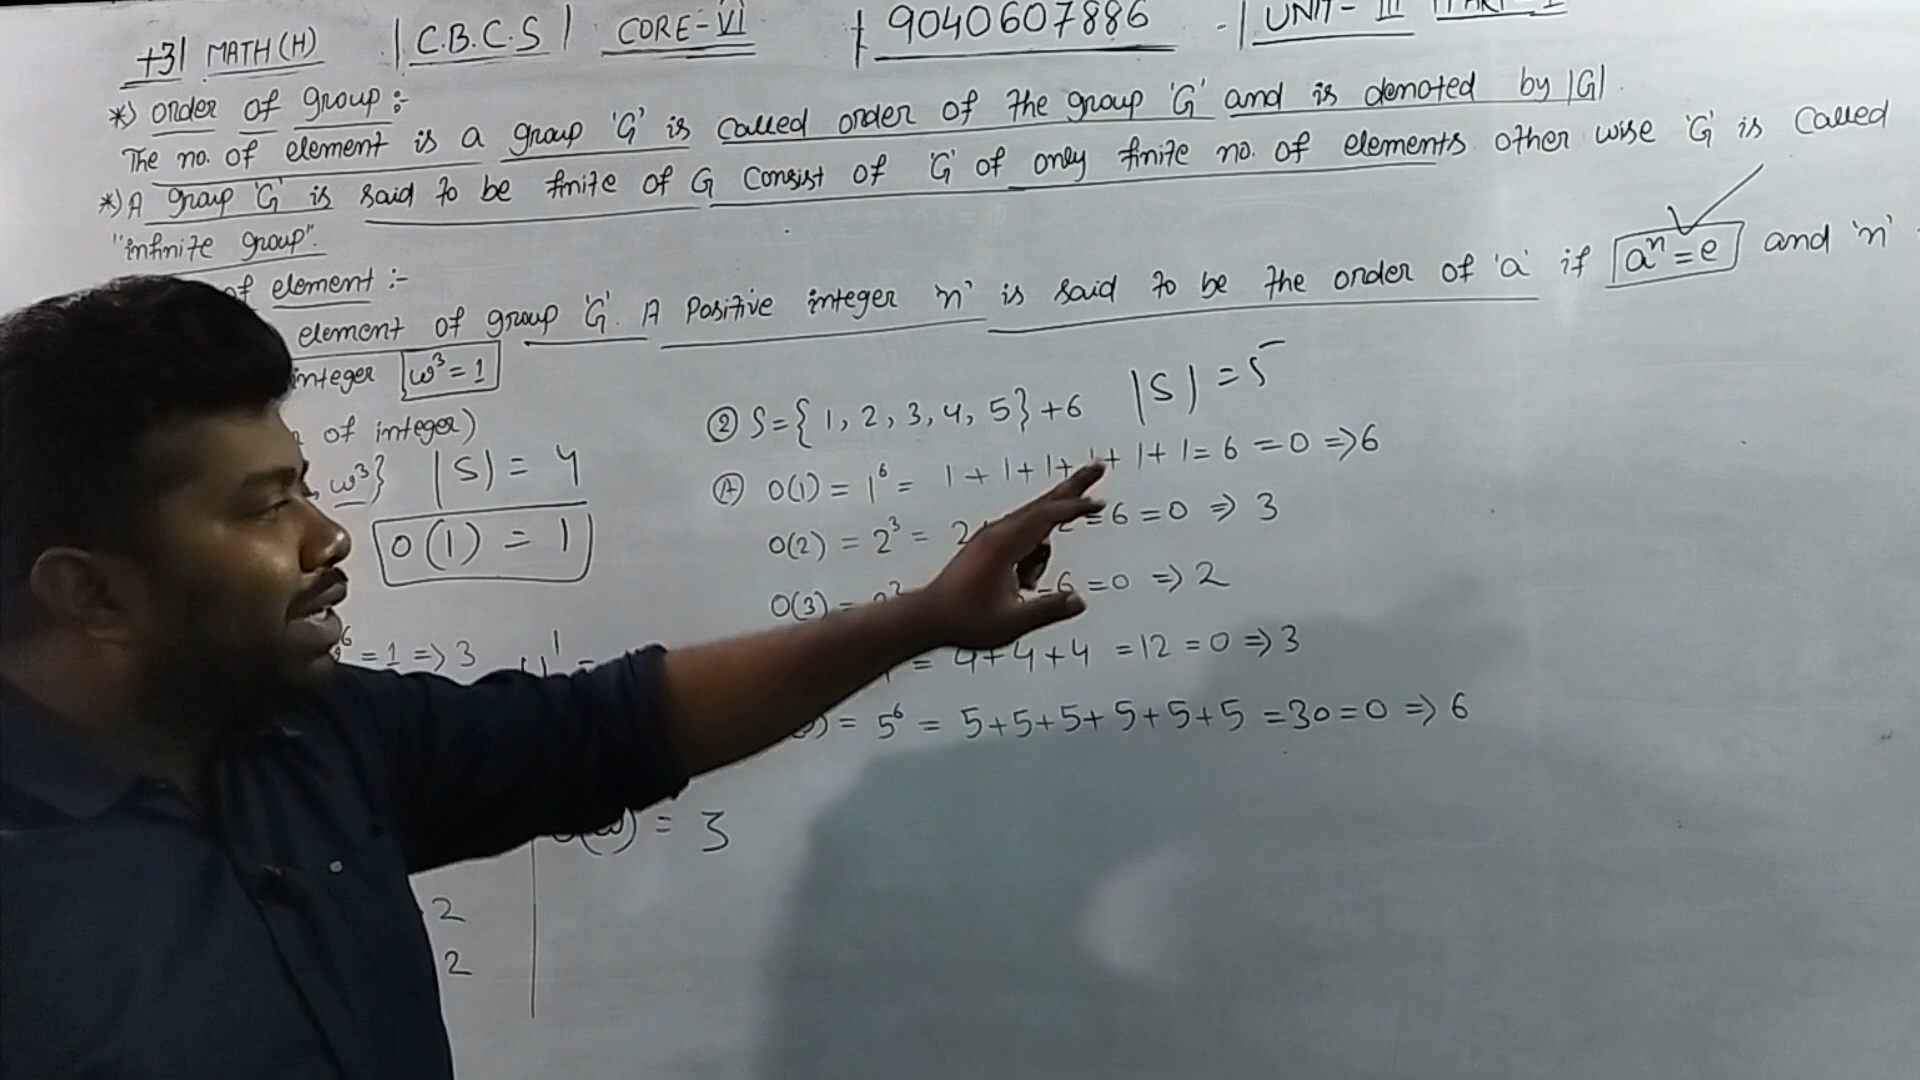 +3| MATH(H) |C.B.C.S| CORE-VI | 9040607886 -| UNIT-III
*) order of group :-
The no. of element is a group 'G' is called order of the group 'G' and is denoted by |G|.
*) A group 'G' is said to be finite of G Consist of 'G' of only finite no. of elements other wise 'G' is called
"infinite group".
of element :-
element of group 'G'. A Positive integer 'n' is said to be the order of 'a' if a^n = e and 'n'
integer ω³=1
of integer)
, ω³} |S| = 4
O(1) = 1
⁶ = 1 => 3
= 3
2
2
② S={ 1, 2, 3, 4, 5} +6 |S| = 5
Ⓐ O(1) = 1⁶ = 1 + 1 + 1 + 1 + 1 + 1 = 6 = 0 => 6
O(2) = 2³ = 2 = 6 = 0 => 3
O(3) = 6 = 0 => 2
= 4+4+4 = 12 = 0 => 3
) = 5⁶ = 5+5+5+5+5+5 = 30 = 0 => 6